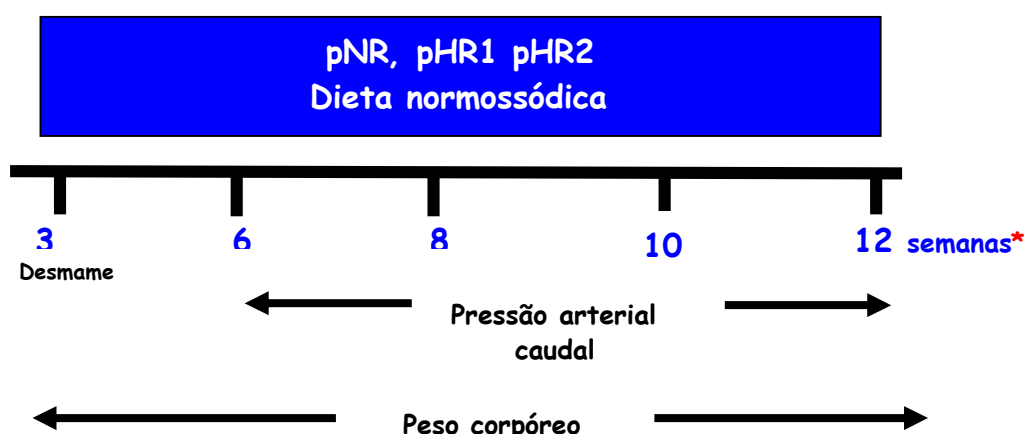 pNR, pHR1 pHR2
Dieta normossódica
3 6 8 10 12 semanas*
Desmame
Pressão arterial
caudal
Peso corpóreo